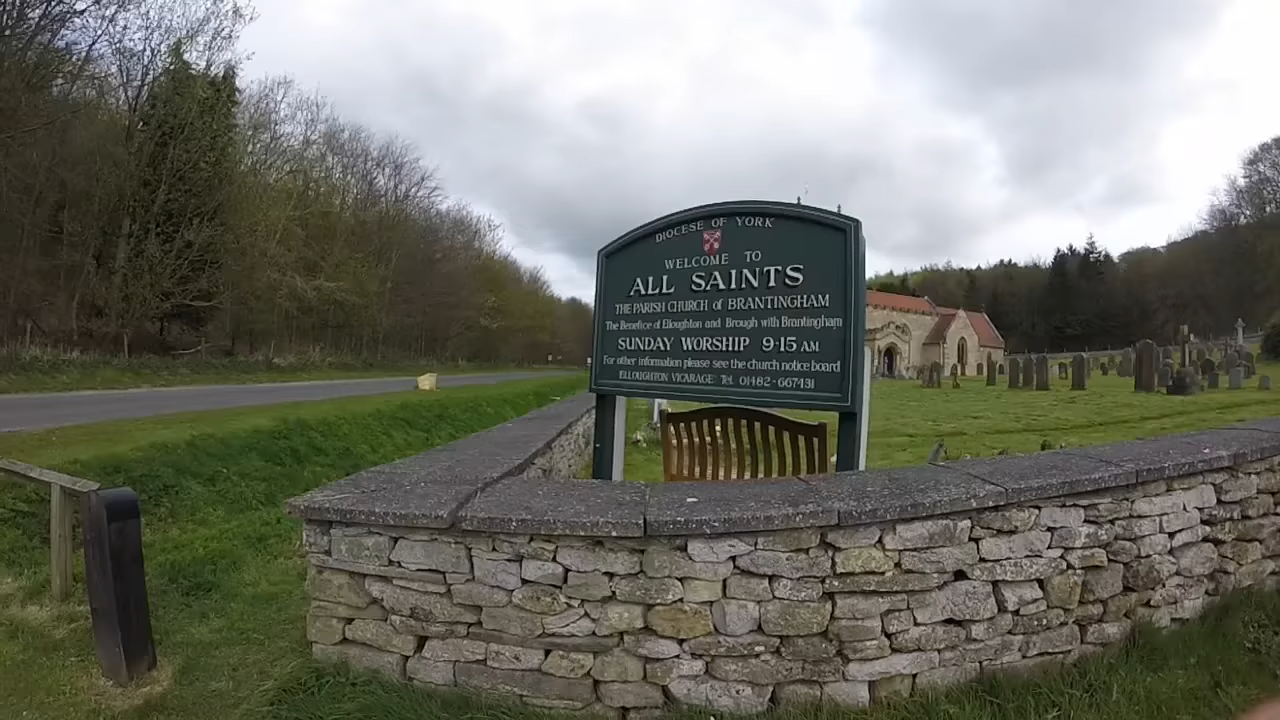 DIOCESE OF YORK
WELCOME TO
ALL SAINTS
THE PARISH CHURCH of BRANTINGHAM
The Benefice of Elloughton and Brough with Brantingham
SUNDAY WORSHIP 9·15 AM
For other information please see the church notice board
ELLOUGHTON VICARAGE Tel. 01482-667431